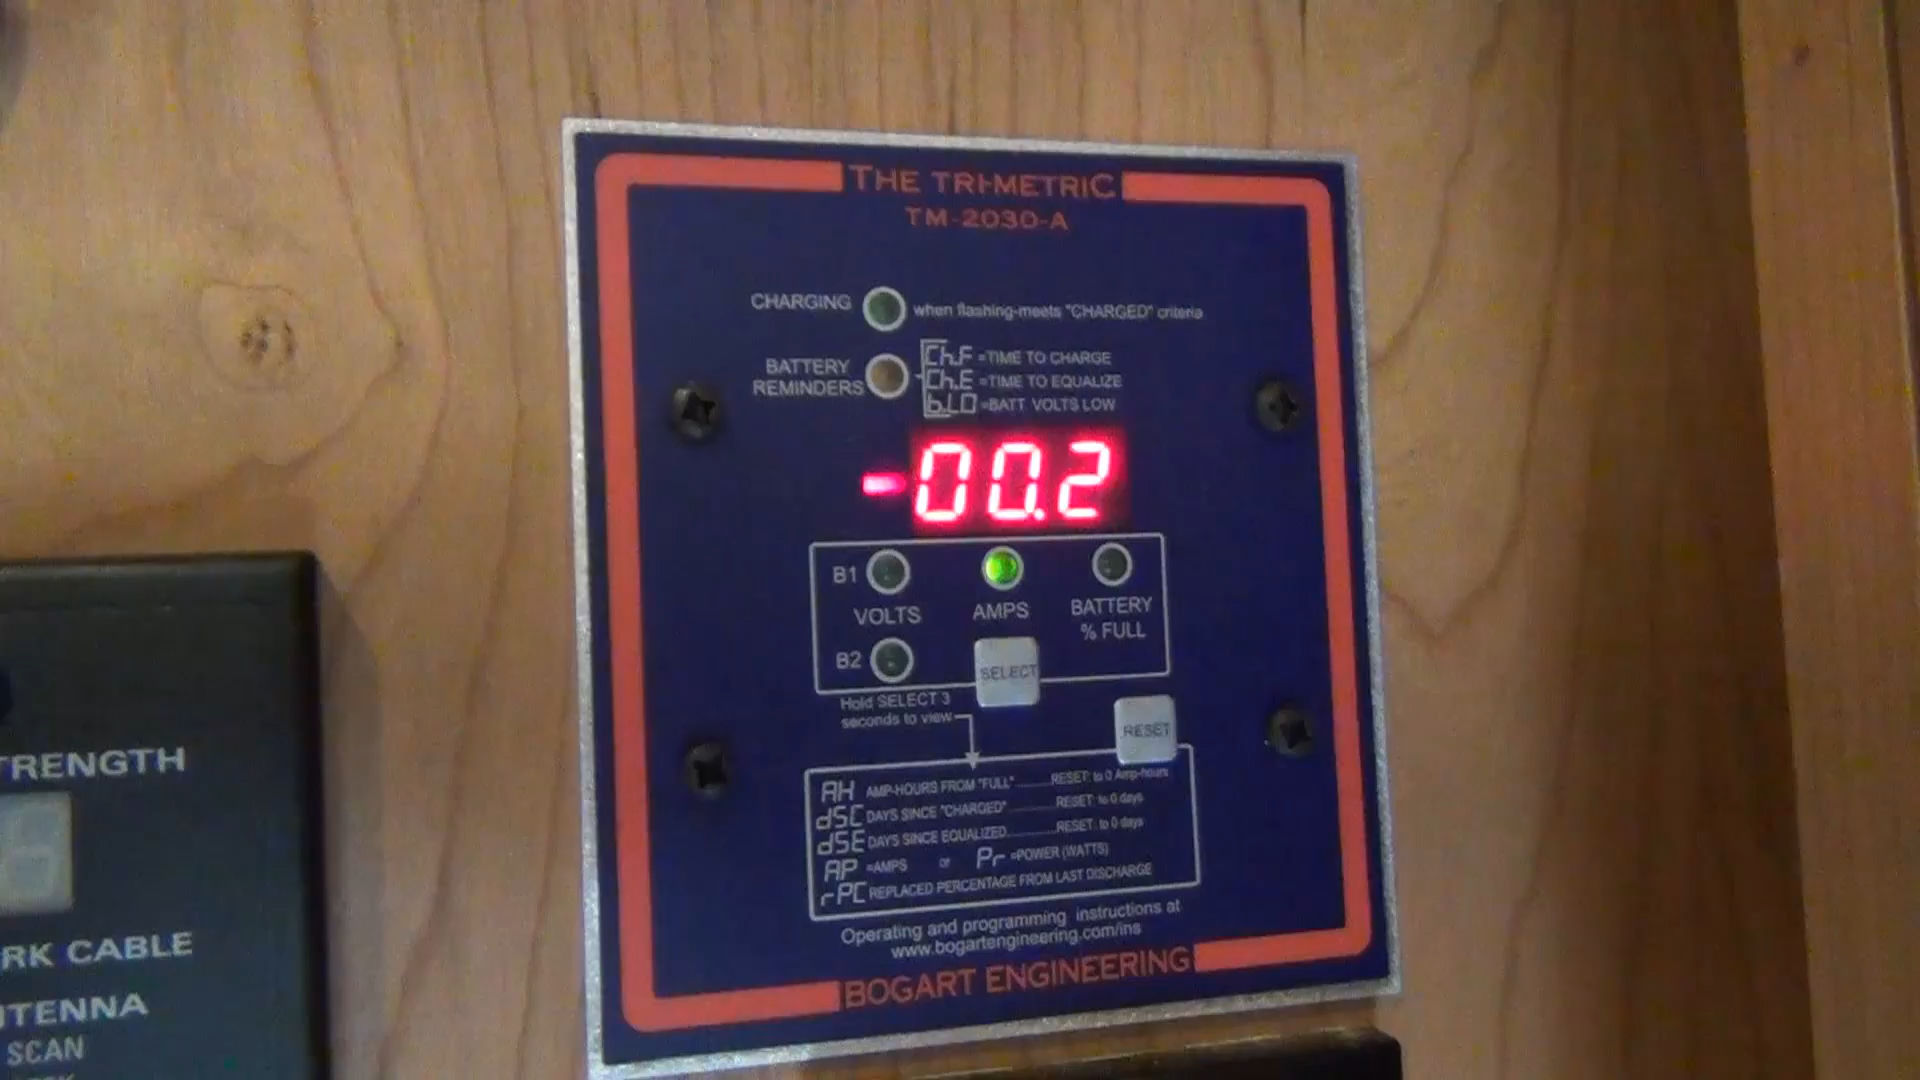 THE TRI-METRIC
TM-2030-A
CHARGING when flashing-meets "CHARGED" criteria
BATTERY REMINDERS
Ch.F =TIME TO CHARGE
Ch.E =TIME TO EQUALIZE
b.LO =BATT VOLTS LOW
-00.2
B1
VOLTS
AMPS
BATTERY
% FULL
B2
SELECT
Hold SELECT 3
seconds to view
RESET
AH AMP-HOURS FROM "FULL" ........RESET: to 0 Amp-hours
dSC DAYS SINCE "CHARGED" ............RESET: to 0 days
dSE DAYS SINCE EQUALIZED............RESET: to 0 days
AP =AMPS or Pr =POWER (WATTS)
rPC REPLACED PERCENTAGE FROM LAST DISCHARGE
Operating and programming instructions at
www.bogartengineering.com/ins
BOGART ENGINEERING
TRENGTH
RK CABLE
TENNA
SCAN